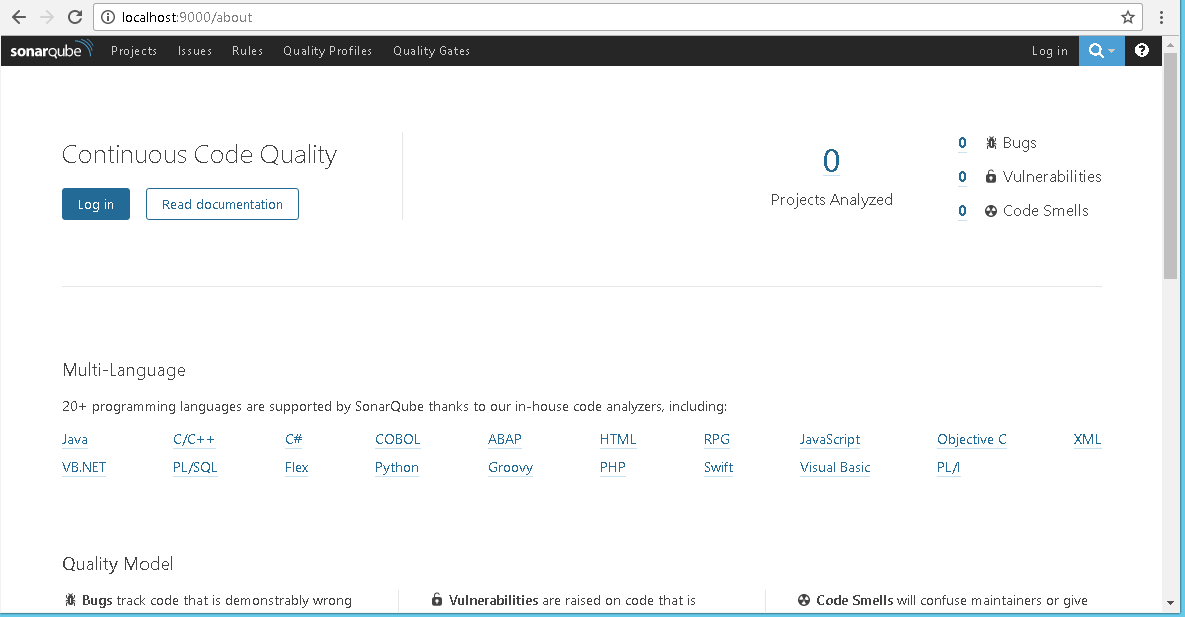 localhost:9000/about
sonarqube Projects Issues Rules Quality Profiles Quality Gates Log in
Continuous Code Quality
Log in Read documentation
0
Projects Analyzed
0 Bugs
0 Vulnerabilities
0 Code Smells
Multi-Language
20+ programming languages are supported by SonarQube thanks to our in-house code analyzers, including:
Java C/C++ C# COBOL ABAP HTML RPG JavaScript Objective C XML
VB.NET PL/SQL Flex Python Groovy PHP Swift Visual Basic PL/I
Quality Model
Bugs track code that is demonstrably wrong
Vulnerabilities are raised on code that is
Code Smells will confuse maintainers or give